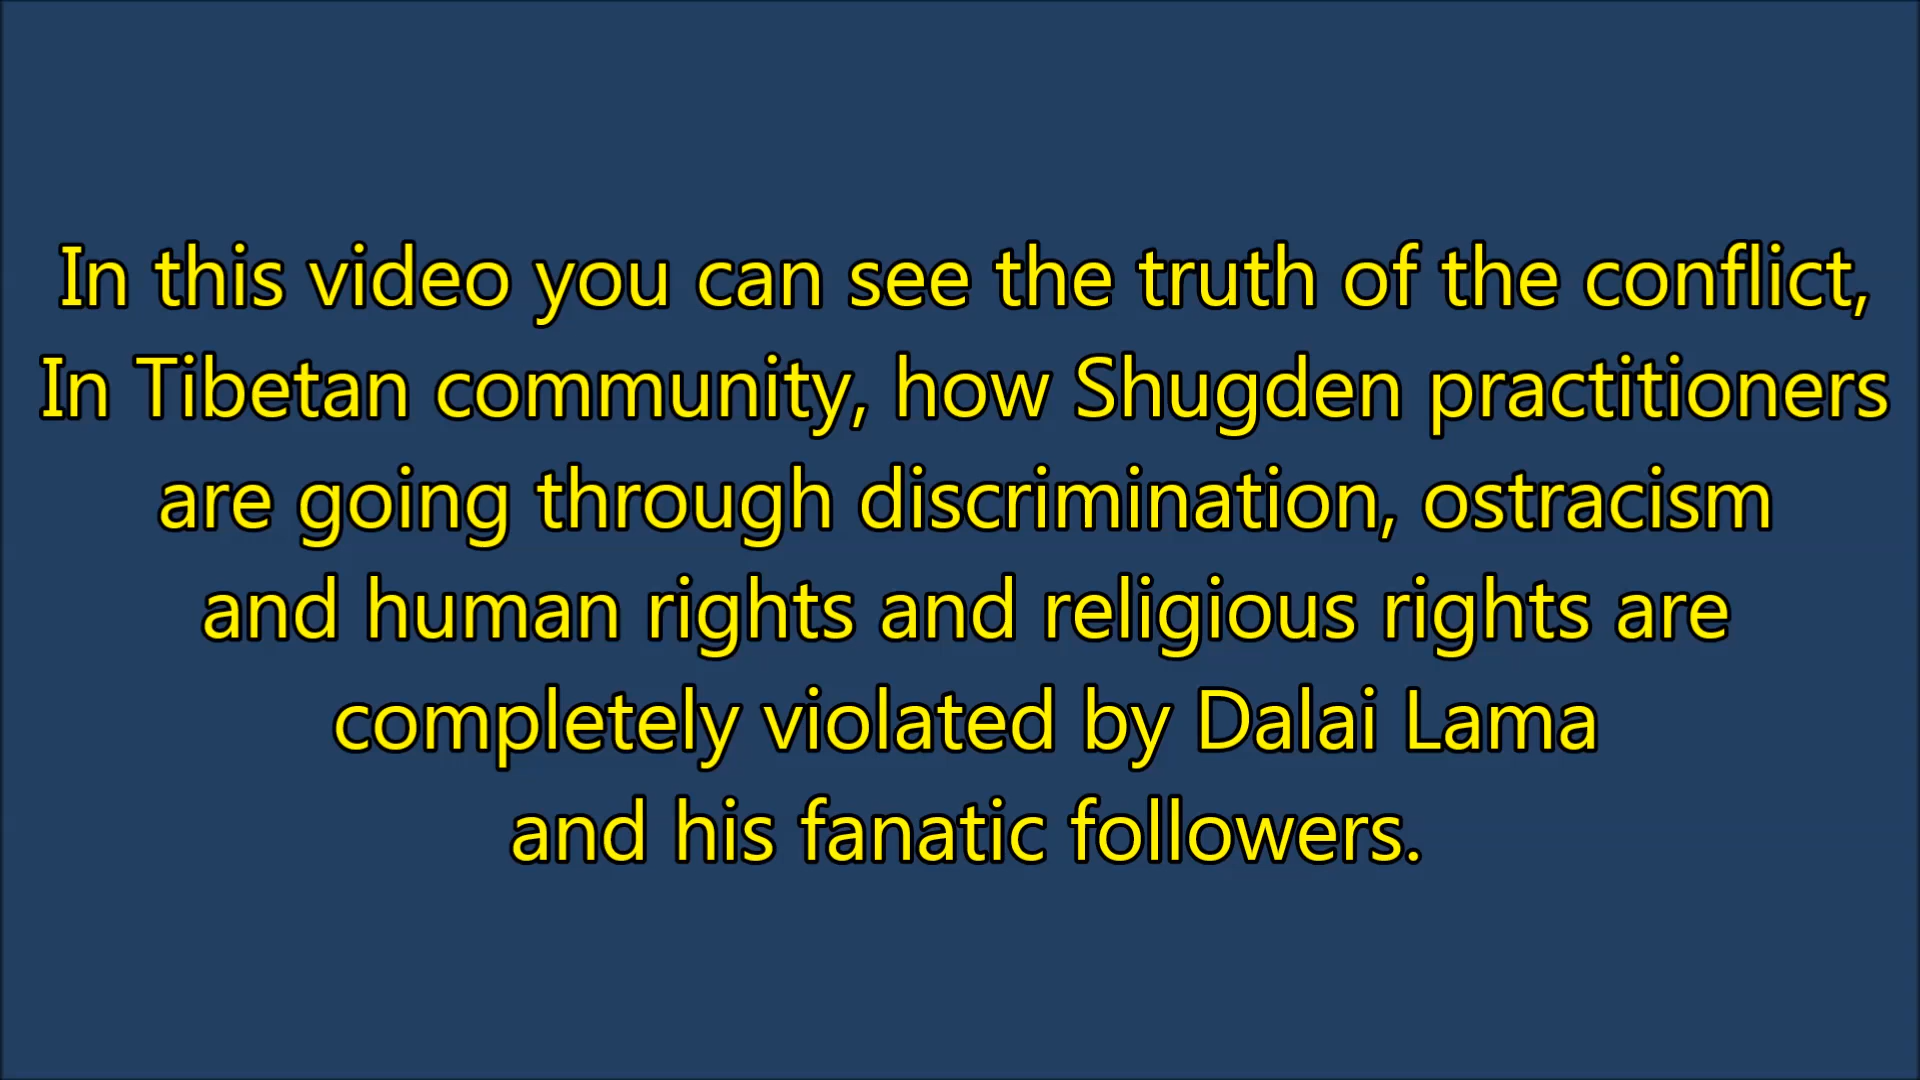 In this video you can see the truth of the conflict,
In Tibetan community, how Shugden practitioners
are going through discrimination, ostracism
and human rights and religious rights are
completely violated by Dalai Lama
and his fanatic followers.